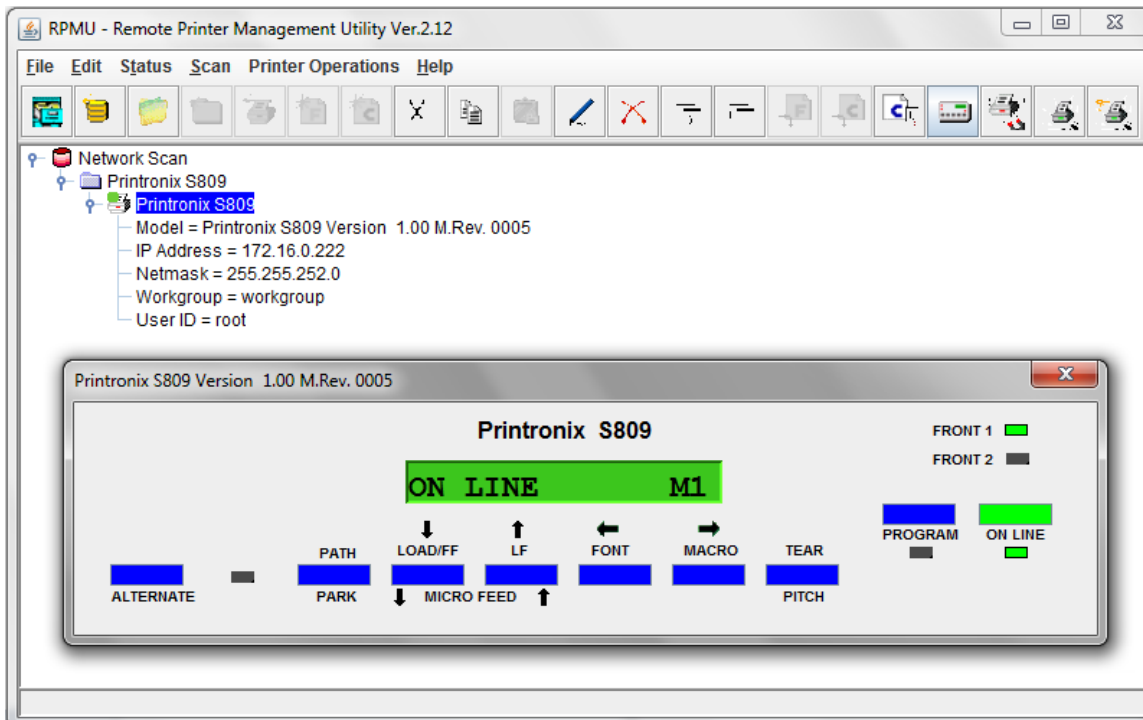 RPMU - Remote Printer Management Utility Ver.2.12
File Edit Status Scan Printer Operations Help
Network Scan
Printronix S809
Printronix S809
Model = Printronix S809 Version 1.00 M.Rev. 0005
IP Address = 172.16.0.222
Netmask = 255.255.252.0
Workgroup = workgroup
User ID = root
Printronix S809 Version 1.00 M.Rev. 0005
Printronix S809
FRONT 1
FRONT 2
ON LINE M1
PATH LOAD/FF LF FONT MACRO TEAR
PROGRAM ON LINE
ALTERNATE PARK MICRO FEED PITCH